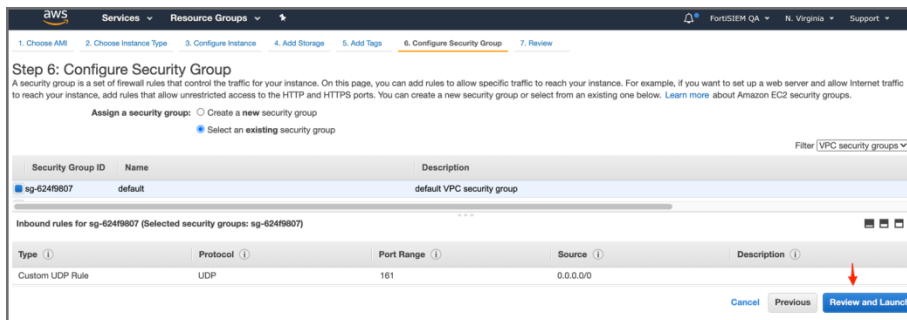 aws Services Resource Groups FortiSIEM QA N. Virginia Support
1. Choose AMI 2. Choose Instance Type 3. Configure Instance 4. Add Storage 5. Add Tags 6. Configure Security Group 7. Review
Step 6: Configure Security Group
A security group is a set of firewall rules that control the traffic for your instance. On this page, you can add rules to allow specific traffic to reach your instance. For example, if you want to set up a web server and allow Internet traffic
to reach your instance, add rules that allow unrestricted access to the HTTP and HTTPS ports. You can create a new security group or select from an existing one below. Learn more about Amazon EC2 security groups.
Assign a security group: Create a new security group
Select an existing security group
Filter VPC security groups
Security Group ID Name Description
sg-624f9807 default default VPC security group
Inbound rules for sg-624f9807 (Selected security groups: sg-624f9807)
Type Protocol Port Range Source Description
Custom UDP Rule UDP 161 0.0.0.0/0
Cancel Previous Review and Launch